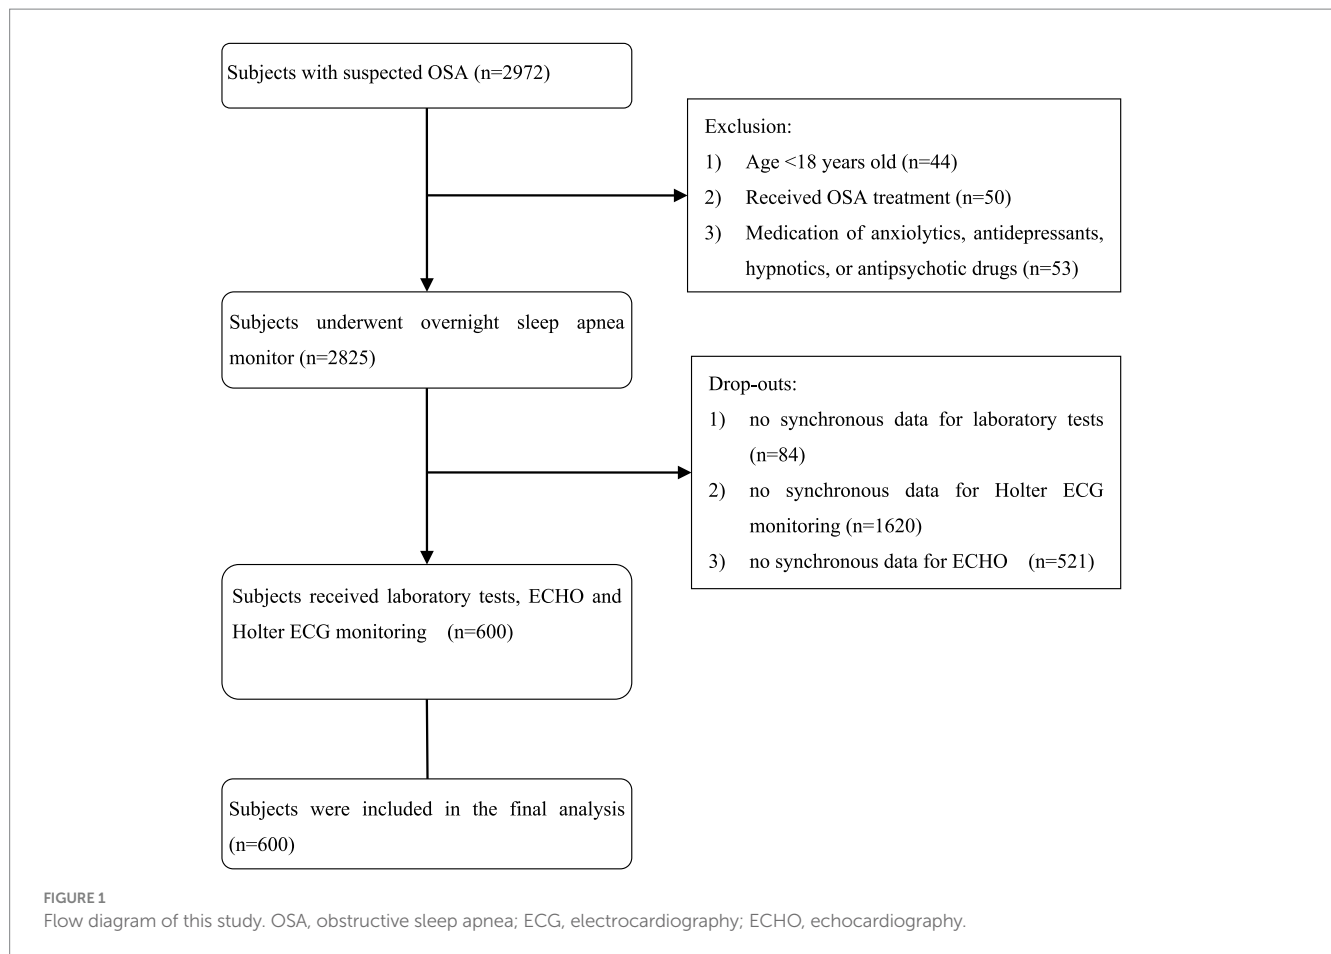 Subjects with suspected OSA (n=2972)
Exclusion:
1) Age <18 years old (n=44)
2) Received OSA treatment (n=50)
3) Medication of anxiolytics, antidepressants,
hypnotics, or antipsychotic drugs (n=53)
Subjects underwent overnight sleep apnea
monitor (n=2825)
Drop-outs:
1) no synchronous data for laboratory tests
(n=84)
2) no synchronous data for Holter ECG
monitoring (n=1620)
3) no synchronous data for ECHO (n=521)
Subjects received laboratory tests, ECHO and
Holter ECG monitoring (n=600)
Subjects were included in the final analysis
(n=600)
FIGURE 1
Flow diagram of this study. OSA, obstructive sleep apnea; ECG, electrocardiography; ECHO, echocardiography.